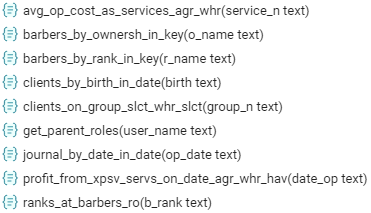 avg_op_cost_as_services_agr_whr(service_n text)
barbers_by_ownersh_in_key(o_name text)
barbers_by_rank_in_key(r_name text)
clients_by_birth_in_date(birth text)
clients_on_group_slct_whr_slct(group_n text)
get_parent_roles(user_name text)
journal_by_date_in_date(op_date text)
profit_from_xpsv_servs_on_date_agr_whr_hav(date_op text)
ranks_at_barbers_ro(b_rank text)